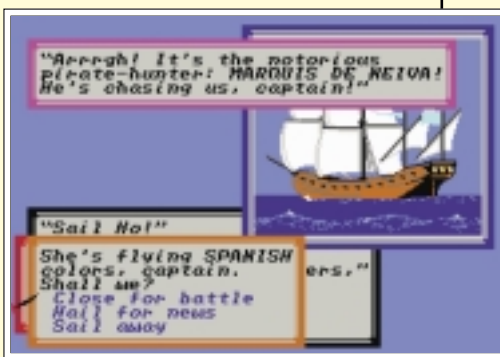 "Arrrgh! It's the notorious
pirate-hunter: MARQUIS DE NEIVA!
He's chasing us, captain!"
"Sail Ho!"
She's flying SPANISH
colors, captain.
ers,"
Shall we?
Close for battle
Hail for news
Sail away